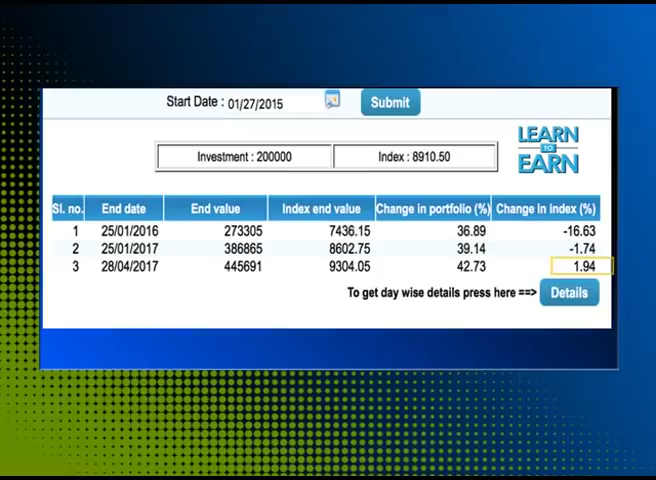 Start Date : 01/27/2015 Submit
Investment : 200000 Index : 8910.50
LEARN
TO
EARN
Sl. no. End date End value Index end value Change in portfolio (%) Change in index (%)
1 25/01/2016 273305 7436.15 36.89 -16.63
2 25/01/2017 386865 8602.75 39.14 -1.74
3 28/04/2017 445691 9304.05 42.73 1.94
To get day wise details press here ==> Details